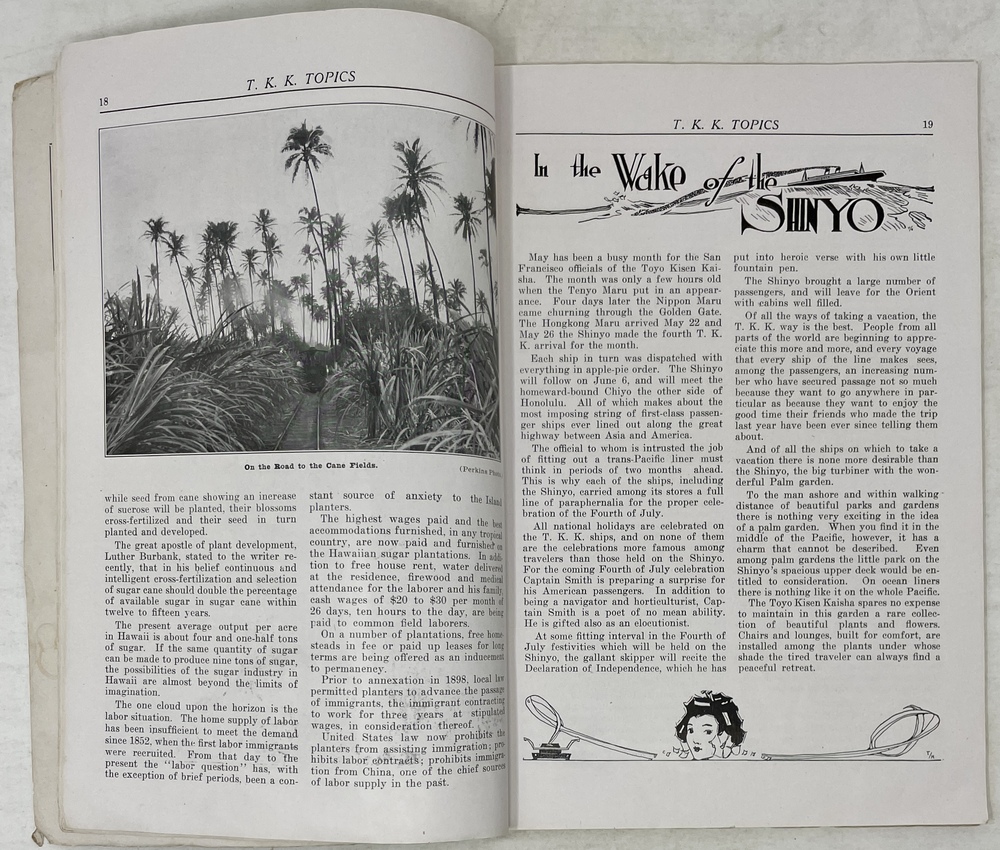 18
T. K. K. TOPICS
On the Road to the Cane Fields.
(Perkins Photo
while seed from cane showing an increase
of sucrose will be planted, their blossoms
cross-fertilized and their seed in turn
planted and developed.
The great apostle of plant development,
Luther Burbank, stated to the writer re-
cently, that in his belief continuous and
intelligent cross-fertilization and selection
of sugar cane should double the percentage
of available sugar in sugar cane within
twelve to fifteen years.
The present average output per acre
in Hawaii is about four and one-half tons
of sugar. If the same quantity of sugar
can be made to produce nine tons of sugar,
the possibilities of the sugar industry in
Hawaii are almost beyond the limits of
imagination.
The one cloud upon the horizon is the
labor situation. The home supply of labor
has been insufficient to meet the demand
since 1852, when the first labor immigrants
were recruited. From that day to the
present the "labor question" has, with
the exception of brief periods, been a con-
stant source of anxiety to the Island
planters.
The highest wages paid and the best
accommodations furnished, in any tropical
country, are now paid and furnished on
the Hawaiian sugar plantations. In addi-
tion to free house rent, water delivered
at the residence, firewood and medical
attendance for the laborer and his family,
cash wages of $20 to $30 per month of
26 days, ten hours to the day, are being
paid to common field laborers.
On a number of plantations, free home-
steads in fee or paid up leases for long
terms are being offered as an inducement
to permanency.
Prior to annexation in 1898, local law
permitted planters to advance the passage
of immigrants, the immigrant contracting
to work for three years at stipulated
wages, in consideration thereof.
United States law now prohibits the
planters from assisting immigration; pro-
hibits labor contracts; prohibits immigra-
tion from China, one of the chief sources
of labor supply in the past.
T. K. K. TOPICS
19
In the Wake of the
SHINYO
May has been a busy month for the San
Francisco officials of the Toyo Kisen Kai-
sha. The month was only a few hours old
when the Tenyo Maru put in an appear-
ance. Four days later the Nippon Maru
came churning through the Golden Gate.
The Hongkong Maru arrived May 22 and
May 26 the Shinyo made the fourth T. K.
K. arrival for the month.
Each ship in turn was dispatched with
everything in apple-pie order. The Shinyo
will follow on June 6, and will meet the
homeward-bound Chiyo the other side of
Honolulu. All of which makes about the
most imposing string of first-class passen-
ger ships ever lined out along the great
highway between Asia and America.
The official to whom is intrusted the job
of fitting out a trans-Pacific liner must
think in periods of two months ahead.
This is why each of the ships, including
the Shinyo, carried among its stores a full
line of paraphernalia for the proper cele-
bration of the Fourth of July.
All national holidays are celebrated on
the T. K. K. ships, and on none of them
are the celebrations more famous among
travelers than those held on the Shinyo.
For the coming Fourth of July celebration
Captain Smith is preparing a surprise for
his American passengers. In addition to
being a navigator and horticulturist, Cap-
tain Smith is a poet of no mean ability.
He is gifted also as an elocutionist.
At some fitting interval in the Fourth of
July festivities which will be held on the
Shinyo, the gallant skipper will recite the
Declaration of Independence, which he has
put into heroic verse with his own little
fountain pen.
The Shinyo brought a large number of
passengers, and will leave for the Orient
with cabins well filled.
Of all the ways of taking a vacation, the
T. K. K. way is the best. People from all
parts of the world are beginning to appre-
ciate this more and more, and every voyage
that every ship of the line makes sees,
among the passengers, an increasing num-
ber who have secured passage not so much
because they want to go anywhere in par-
ticular as because they want to enjoy the
good time their friends who made the trip
last year have been ever since telling them
about.
And of all the ships on which to take a
vacation there is none more desirable than
the Shinyo, the big turbiner with the won-
derful Palm garden.
To the man ashore and within walking
distance of beautiful parks and gardens
there is nothing very exciting in the idea
of a palm garden. When you find it in the
middle of the Pacific, however, it has a
charm that cannot be described. Even
among palm gardens the little park on the
Shinyo's spacious upper deck would be en-
titled to consideration. On ocean liners
there is nothing like it on the whole Pacific.
The Toyo Kisen Kaisha spares no expense
to maintain in this garden a rare collec-
tion of beautiful plants and flowers.
Chairs and lounges, built for comfort, are
installed among the plants under whose
shade the tired traveler can always find a
peaceful retreat.